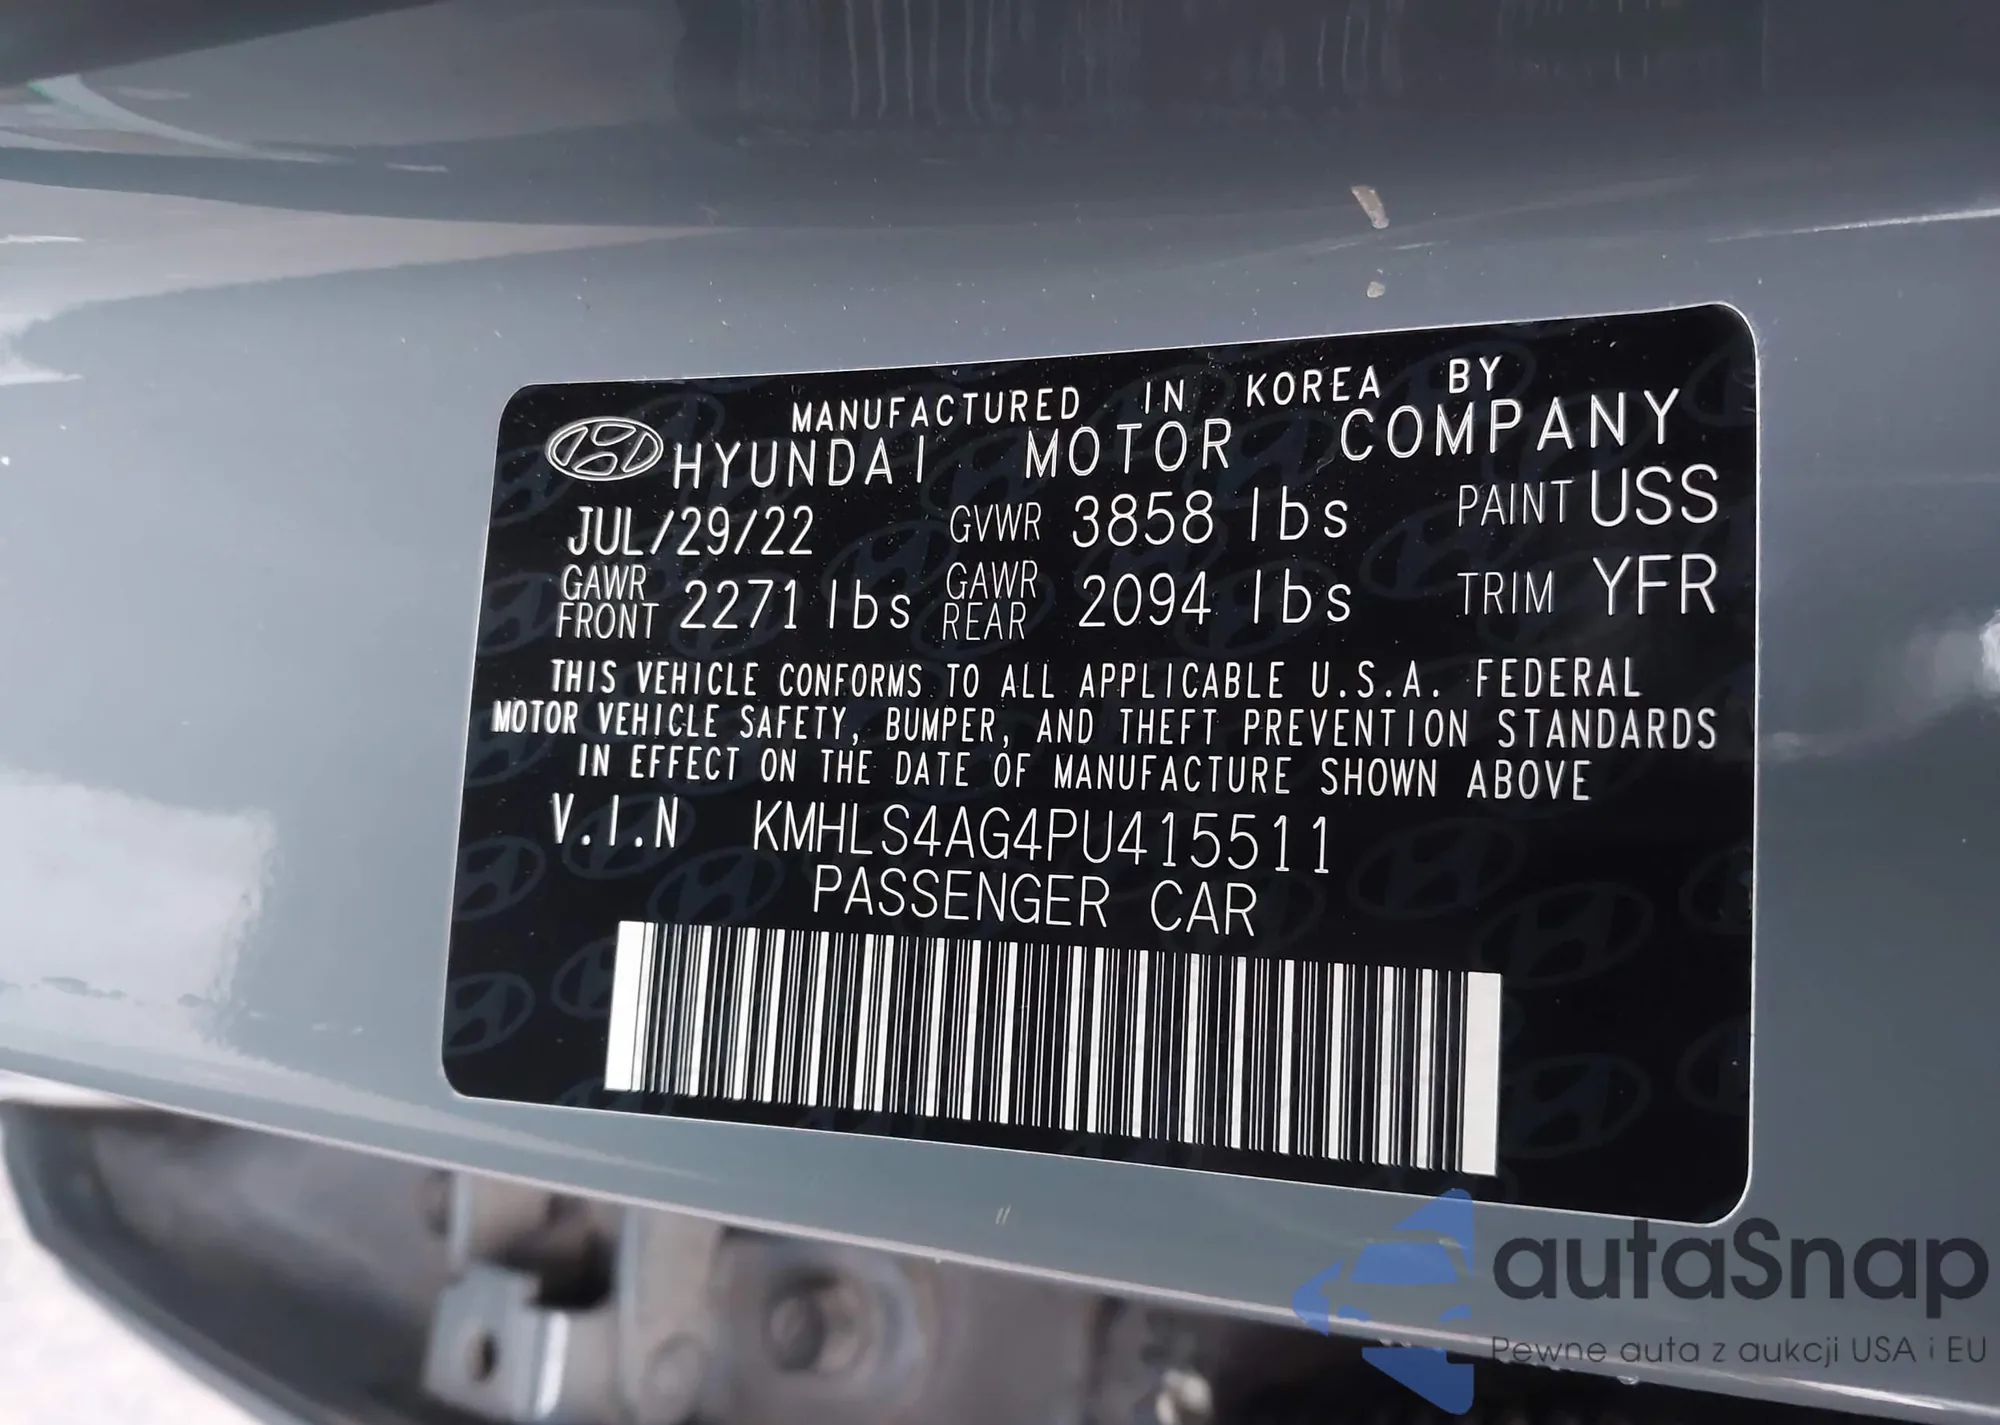 MANUFACTURED IN KOREA BY
HYUNDAI MOTOR COMPANY
JUL/29/22 GVWR 3858 lbs PAINT USS
GAWR FRONT 2271 lbs GAWR REAR 2094 lbs TRIM YFR
THIS VEHICLE CONFORMS TO ALL APPLICABLE U.S.A. FEDERAL
MOTOR VEHICLE SAFETY, BUMPER, AND THEFT PREVENTION STANDARDS
IN EFFECT ON THE DATE OF MANUFACTURE SHOWN ABOVE
V.I.N KMHLS4AG4PU415511
PASSENGER CAR
autaSnap
Pewne auta z aukcji USA i EU